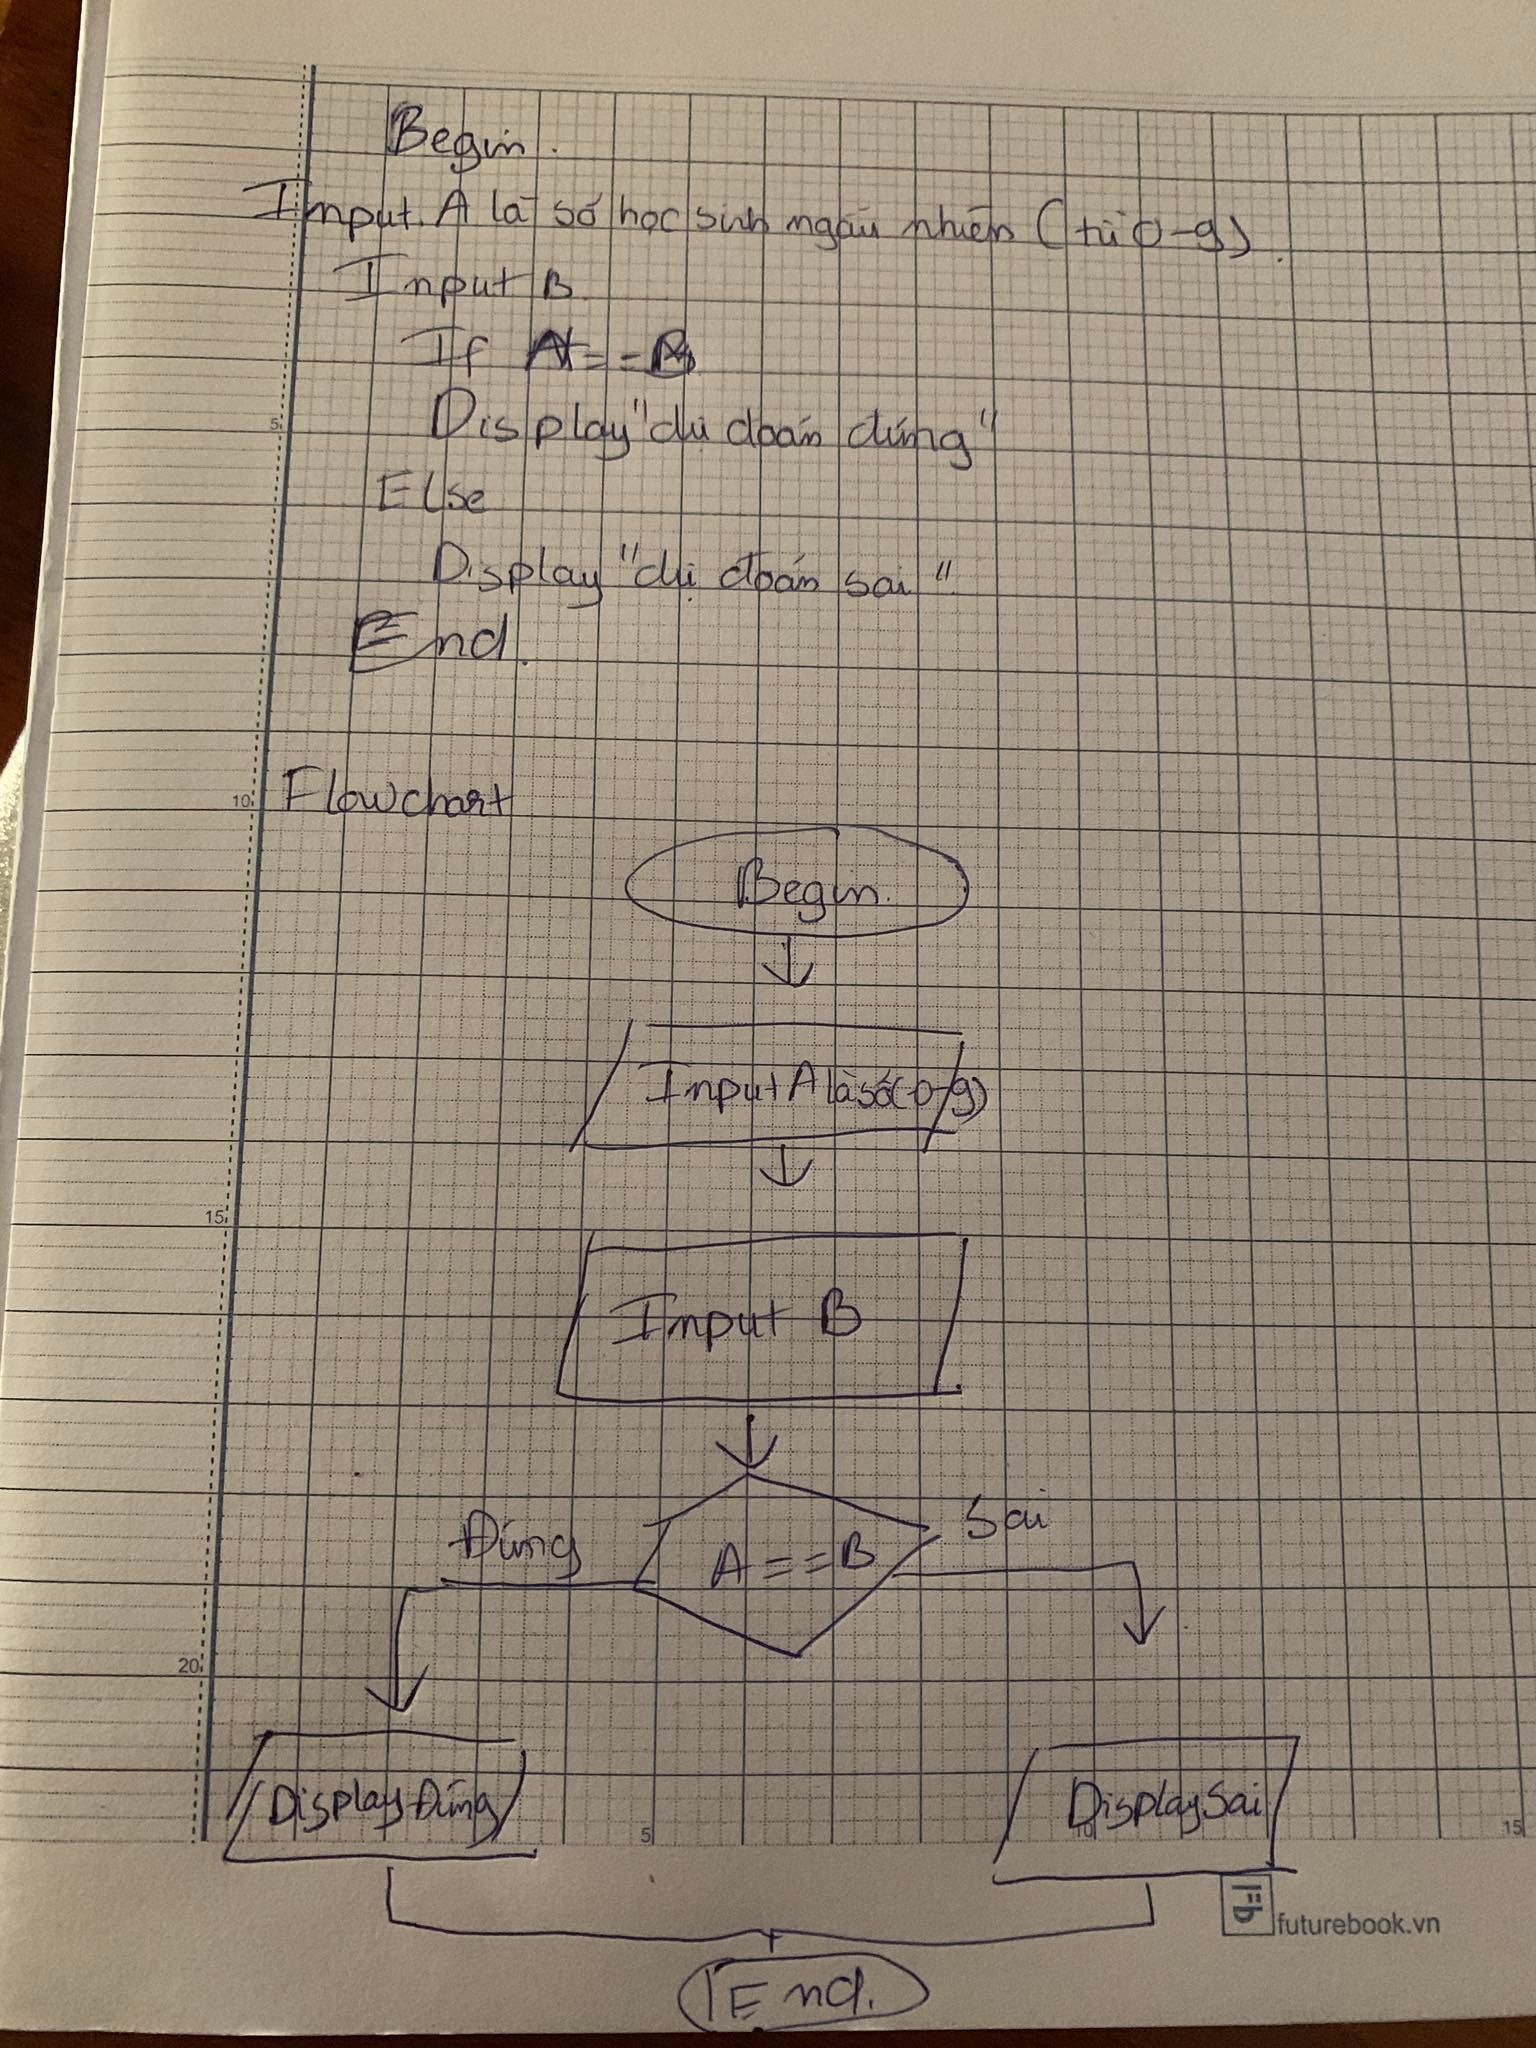 Begin.
Input. A là số học sinh ngẫu nhiên (từ 0-9).
Input B
If A == B
Display "dự doán dúng"
Else
Display "dự đoán sai"
End.
Flowchart
10
Begin.
Input A là số (0-9)
15
Input B
Đúng
A == B
Sai
20
Display Đúng
Display Sai
5
10
15
futurebook.vn
End.
5